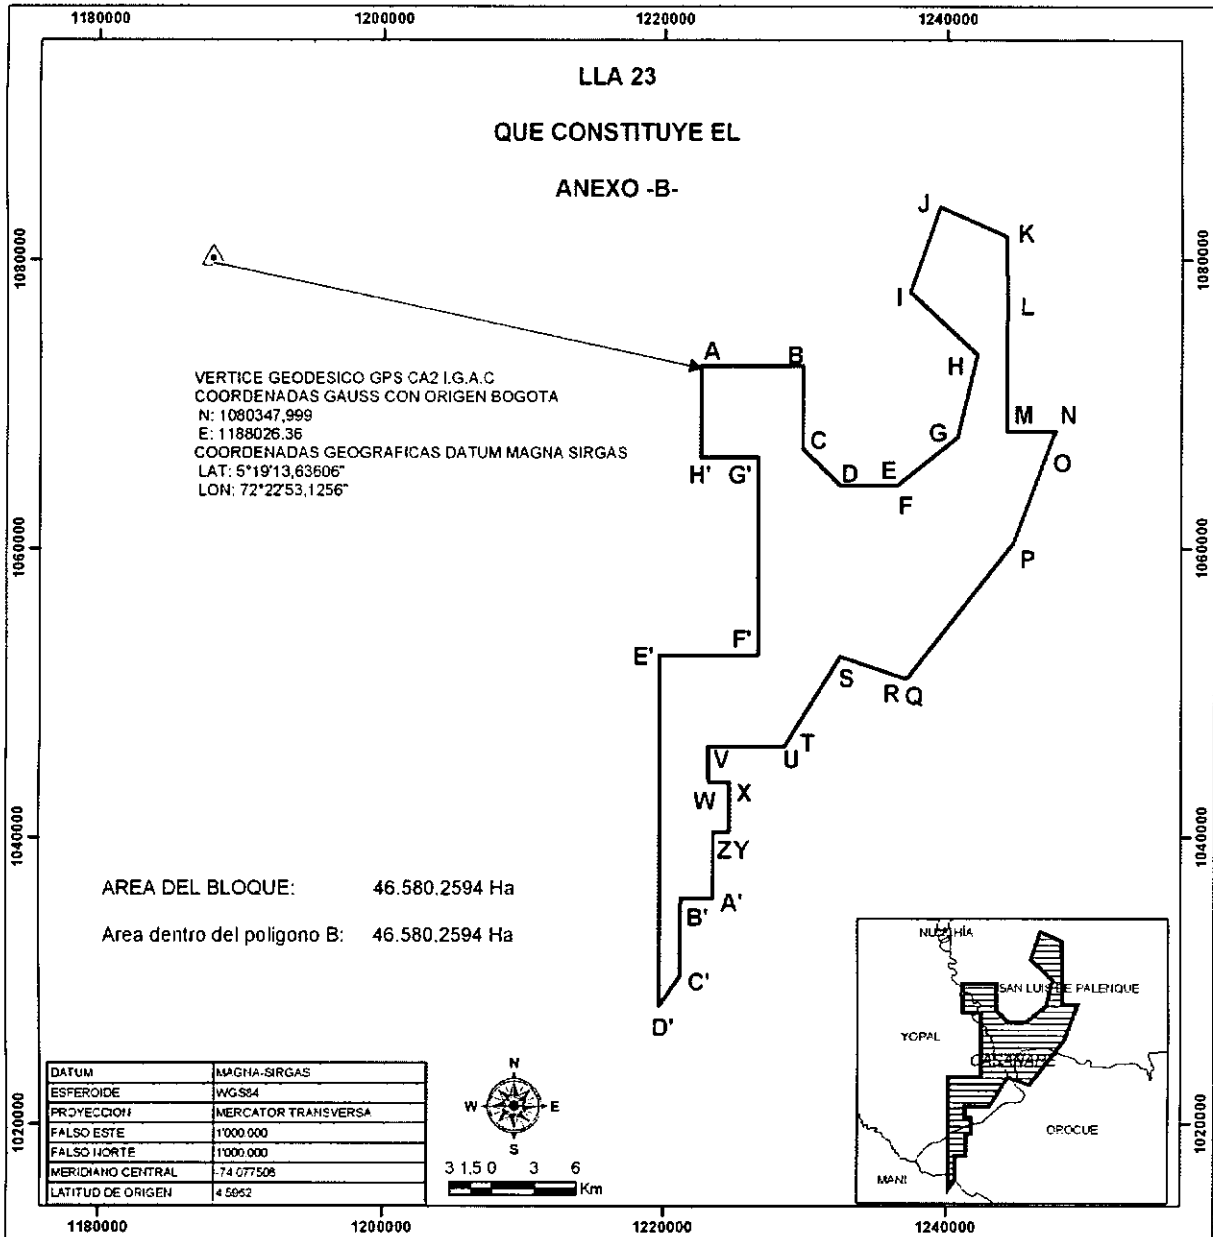 1180000 1200000 1220000 1240000
LLA 23
QUE CONSTITUYE EL
ANEXO -B-
J
K
1080000 1080000
I
L
A B
H
VERTICE GEODESICO GPS CA2 I.G.A.C
COORDENADAS GAUSS CON ORIGEN BOGOTA
N: 1080347,999
E: 1188026.36
COORDENADAS GEOGRAFICAS DATUM MAGNA SIRGAS
LAT: 5°19'13,63606"
LON: 72°22'53,1256"
M N
C G
O
H' G' D E
F
1060000 1060000
P
F'
E'
S
R Q
T
V U
W X
1040000 1040000
Z Y
AREA DEL BLOQUE: 46.580.2594 Ha
A'
B'
Area dentro del poligono B: 46.580.2594 Ha
C'
D'
SAN LUIS DE PALENQUE
YOPAL
CASANARE
OROCUE
MANI
DATUM MAGNA-SIRGAS
ESFEROIDE WGS84
PROYECCION MERCATOR TRANSVERSA
FALSO ESTE 1'000.000
FALSO NORTE 1'000.000
MERIDIANO CENTRAL -74.077508
LATITUD DE ORIGEN 4.5962
N
W E
S
3 1,5 0 3 6
Km
1020000 1020000
1180000 1200000 1220000 1240000